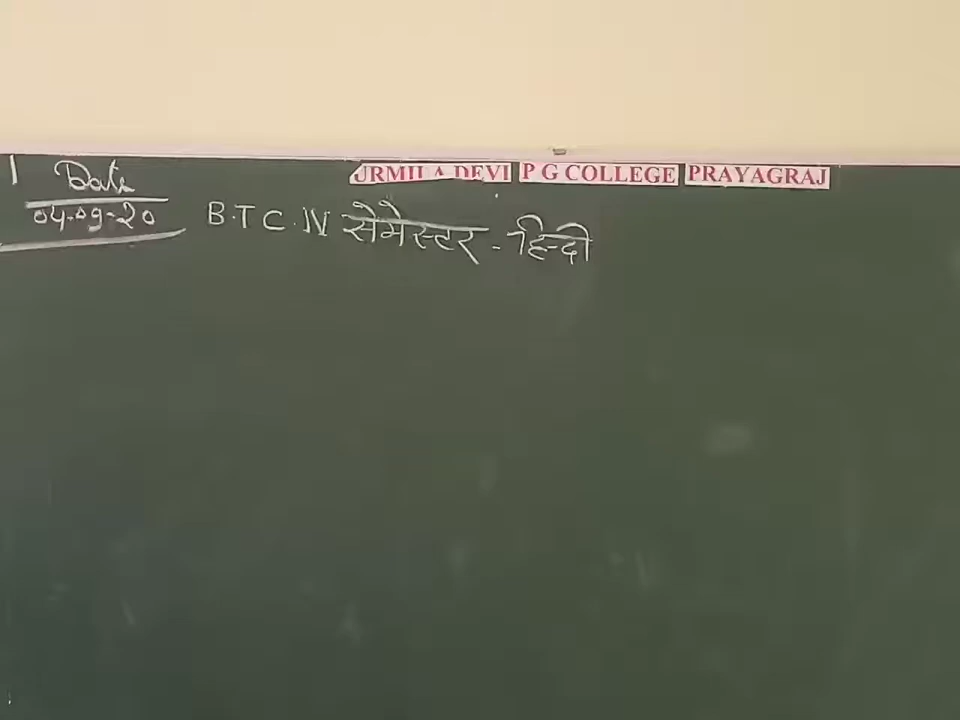 URMILA DEVI P G COLLEGE PRAYAGRAJ
Date
04-09-20
B.T.C. IV सेमेस्टर - हिन्दी